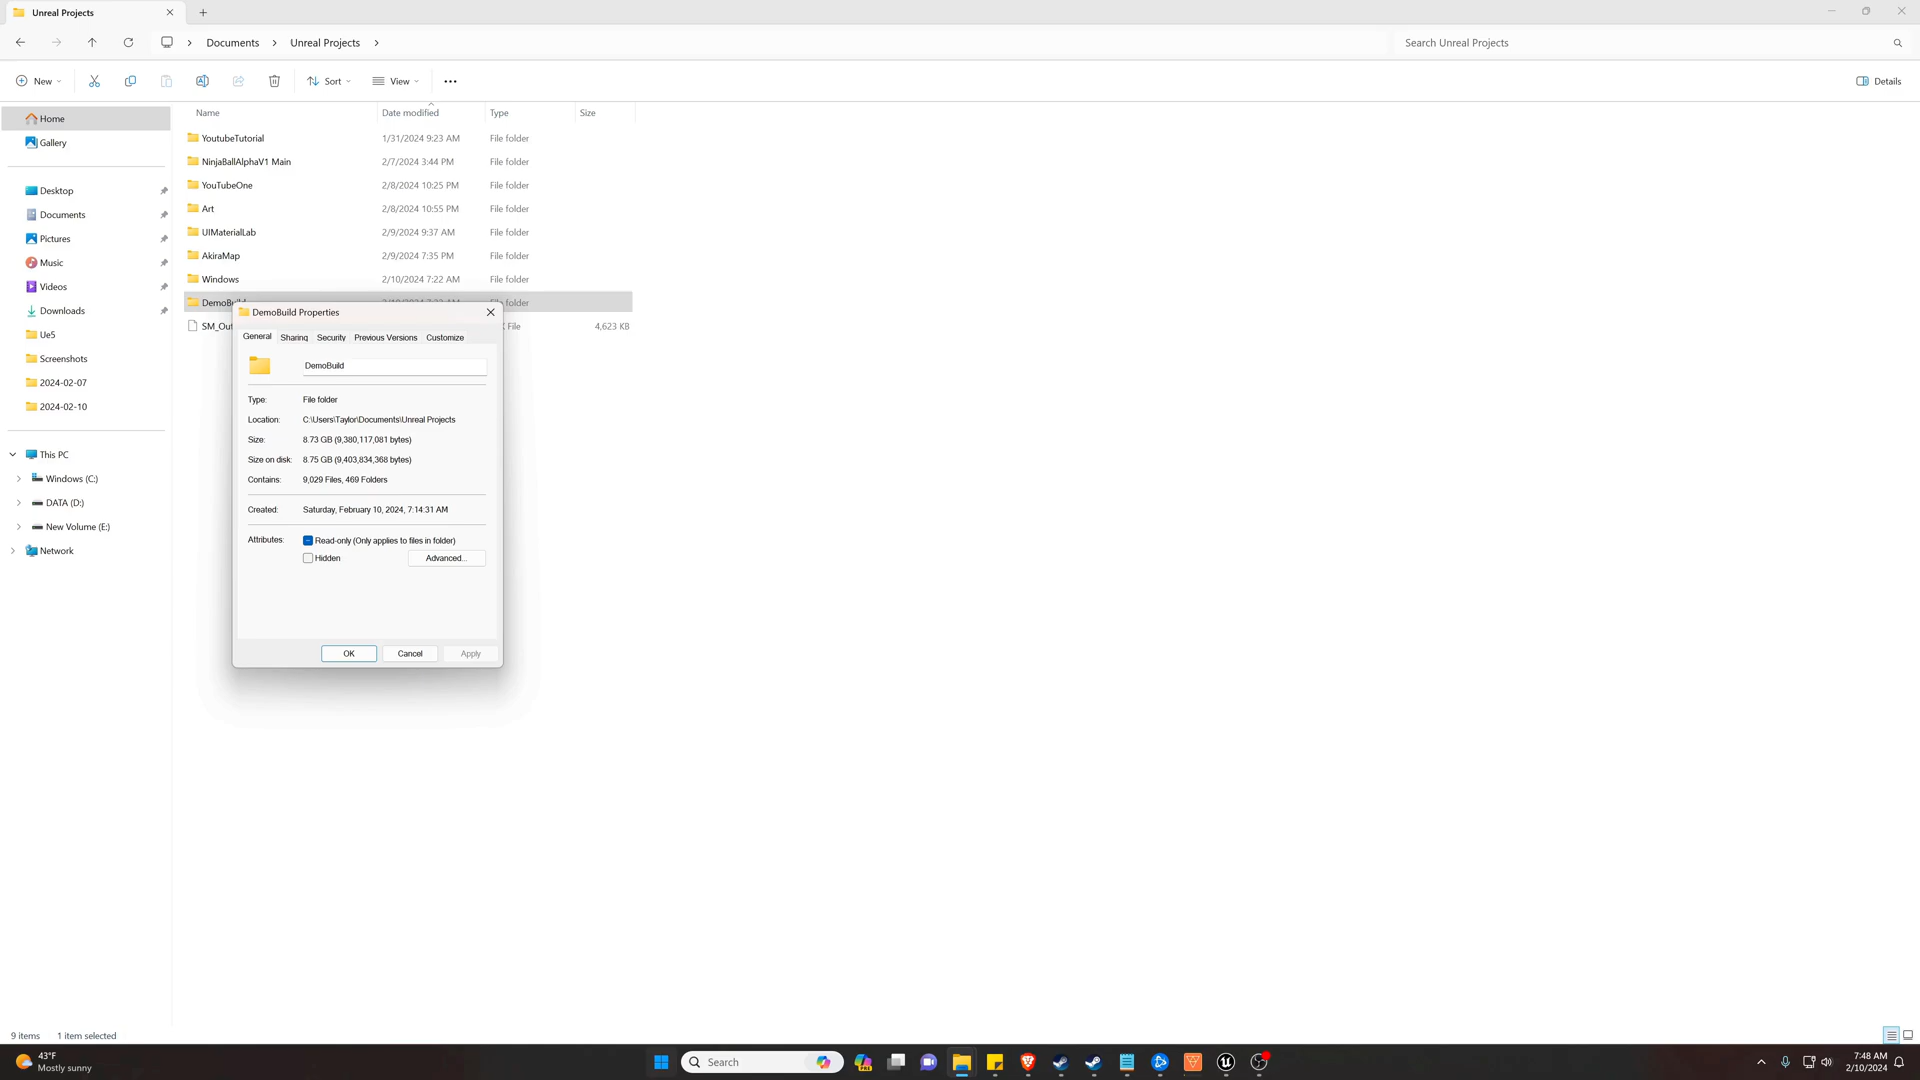 Unreal Projects
Documents
Unreal Projects
Search Unreal Projects
New
Sort
View
Details
Name
Date modified
Type
Size
Home
Gallery
Desktop
Documents
Pictures
Music
Videos
Downloads
Ue5
Screenshots
2024-02-07
2024-02-10
This PC
Windows (C:)
DATA (D:)
New Volume (E:)
Network
YoutubeTutorial 1/31/2024 9:23 AM File folder
NinjaBallAlphaV1 Main 2/7/2024 3:44 PM File folder
YouTubeOne 2/8/2024 10:25 PM File folder
Art 2/8/2024 10:55 PM File folder
UIMaterialLab 2/9/2024 9:37 AM File folder
AkiraMap 2/9/2024 7:35 PM File folder
Windows 2/10/2024 7:22 AM File folder
DemoBuild folder
SM_Out File 4,623 KB
DemoBuild Properties
General Sharing Security Previous Versions Customize
DemoBuild
Type: File folder
Location: C:\Users\Taylor\Documents\Unreal Projects
Size: 8.73 GB (9,380,117,081 bytes)
Size on disk: 8.75 GB (9,403,834,368 bytes)
Contains: 9,029 Files, 469 Folders
Created: Saturday, February 10, 2024, 7:14:31 AM
Attributes: Read-only (Only applies to files in folder)
Hidden Advanced...
OK Cancel Apply
9 items 1 item selected
43°F
Mostly sunny
Search
7:48 AM
2/10/2024